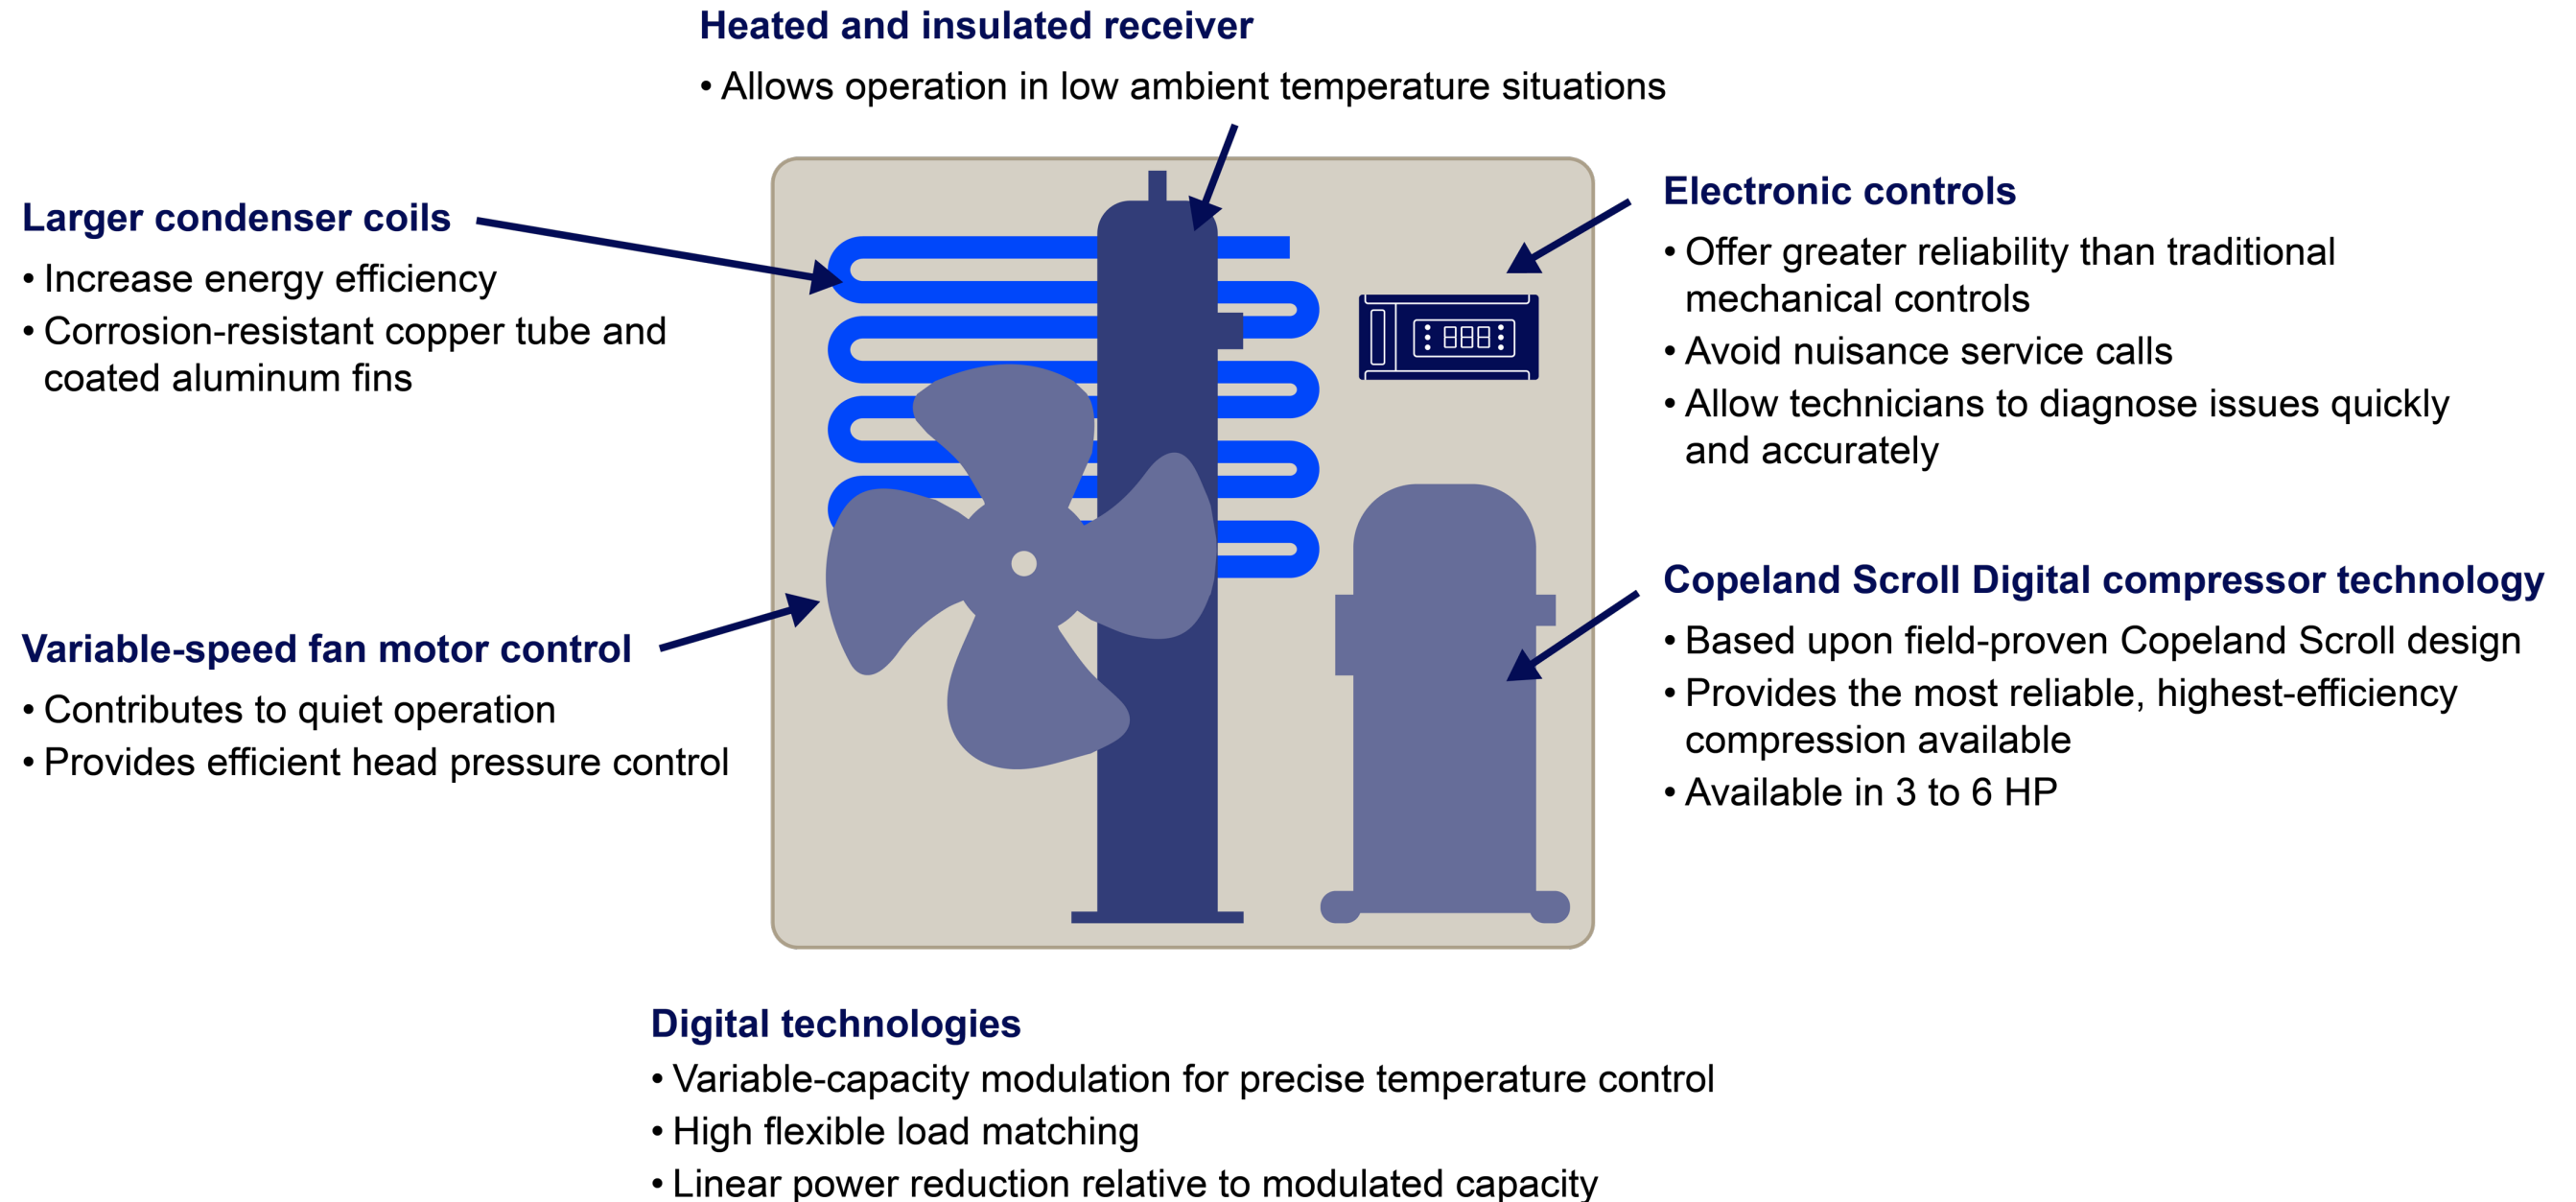 Heated and insulated receiver
• Allows operation in low ambient temperature situations
Larger condenser coils
• Increase energy efficiency
• Corrosion-resistant copper tube and
coated aluminum fins
Variable-speed fan motor control
• Contributes to quiet operation
• Provides efficient head pressure control
Electronic controls
• Offer greater reliability than traditional
mechanical controls
• Avoid nuisance service calls
• Allow technicians to diagnose issues quickly
and accurately
Copeland Scroll Digital compressor technology
• Based upon field-proven Copeland Scroll design
• Provides the most reliable, highest-efficiency
compression available
• Available in 3 to 6 HP
Digital technologies
• Variable-capacity modulation for precise temperature control
• High flexible load matching
• Linear power reduction relative to modulated capacity